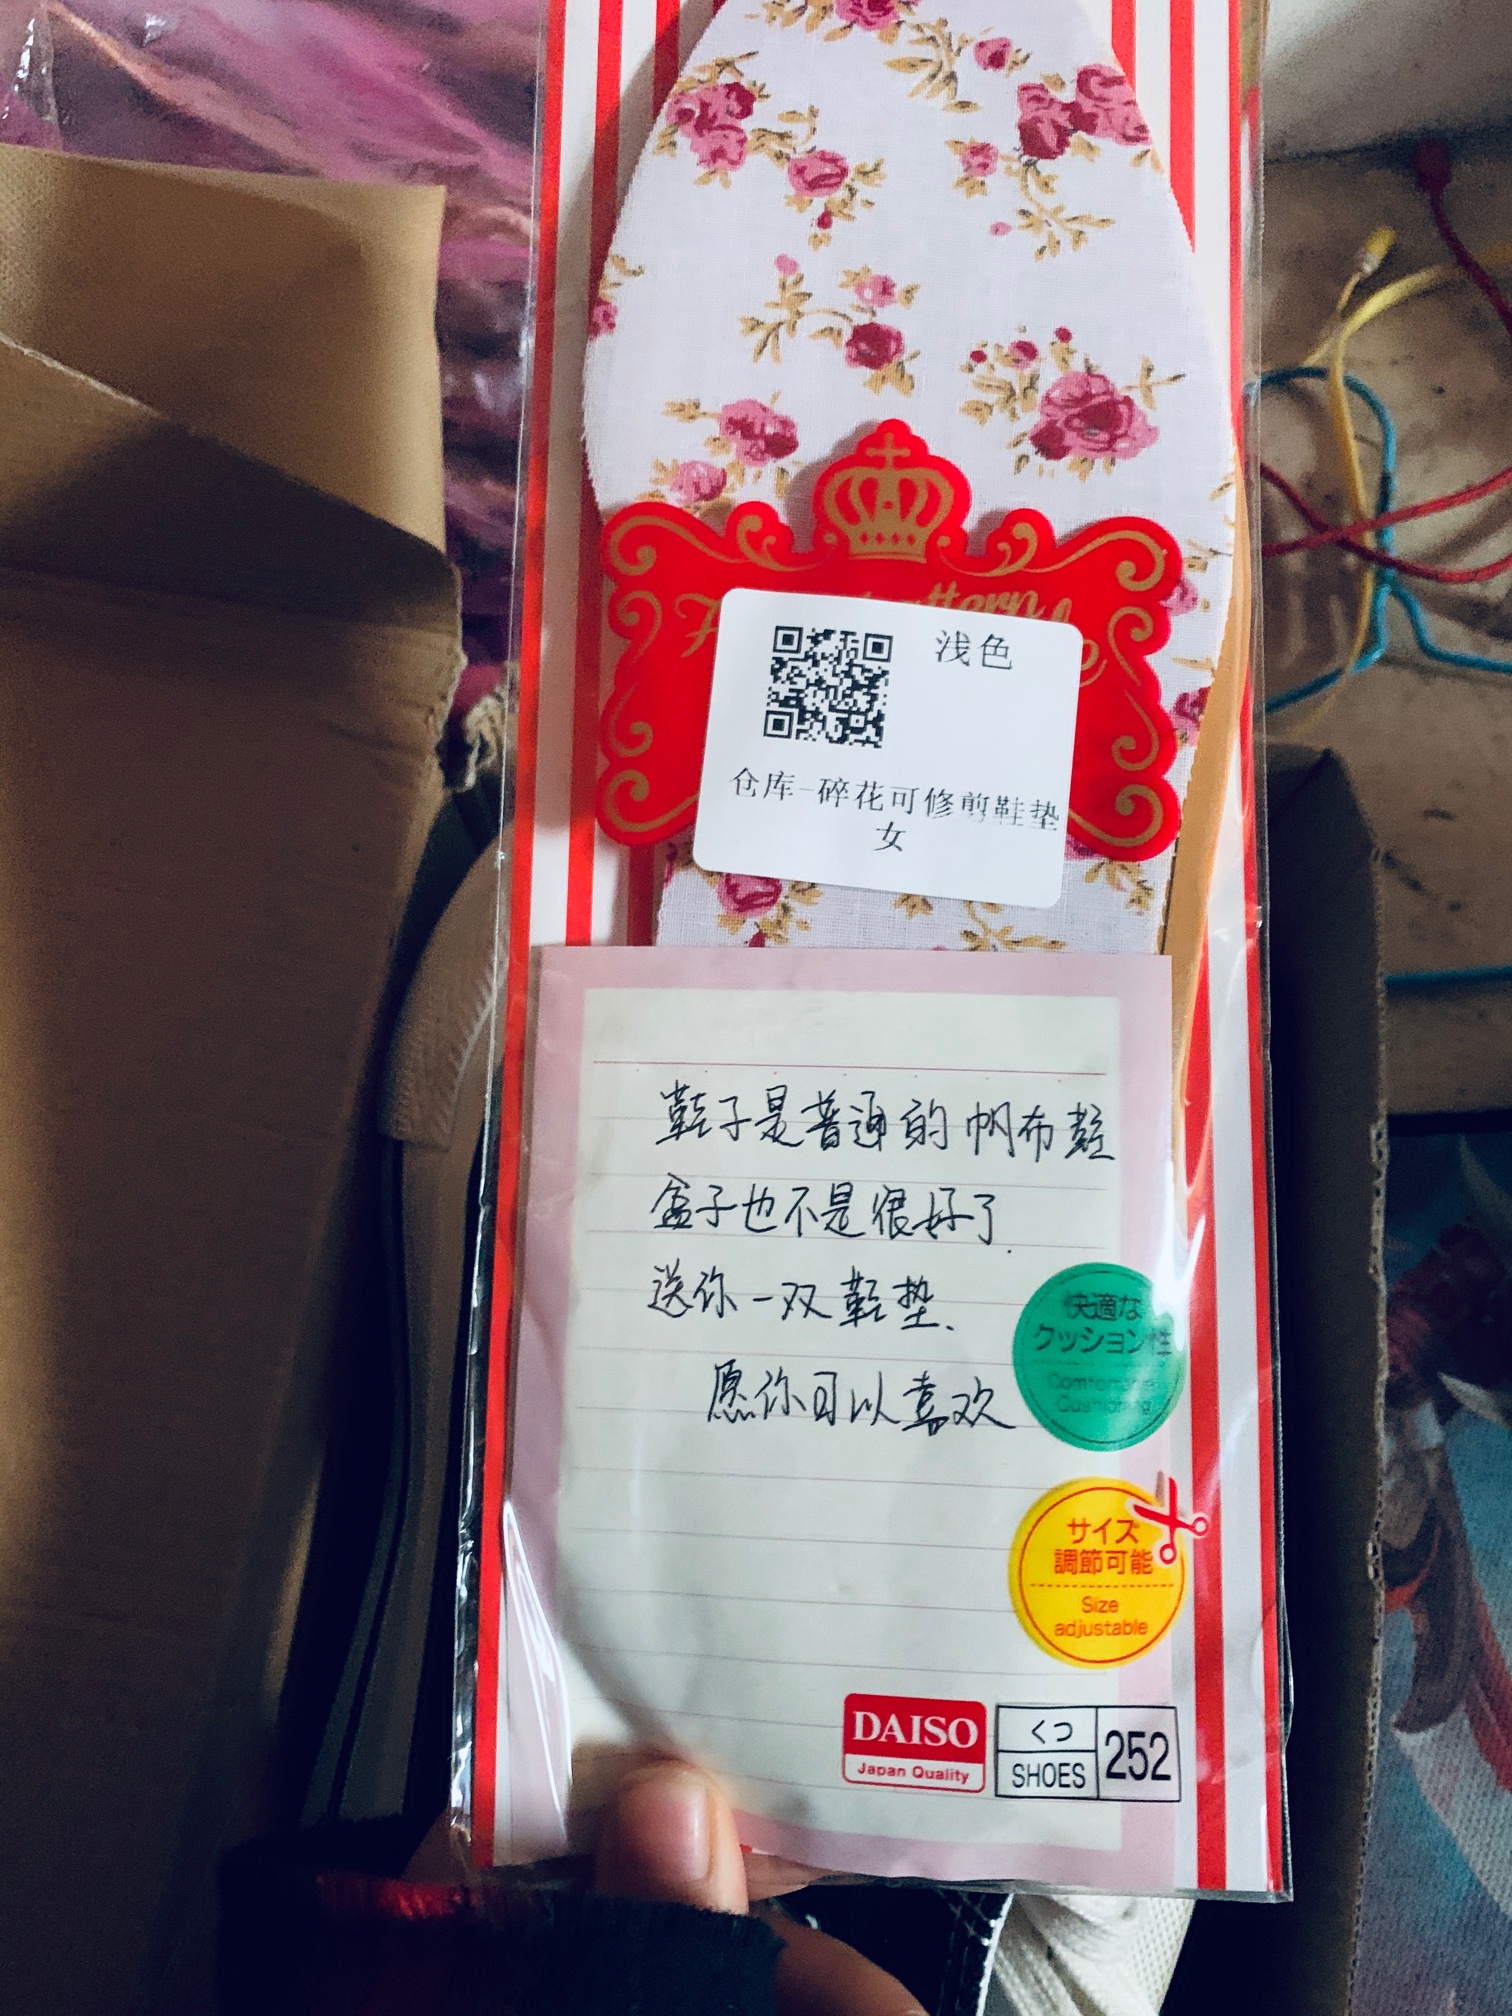 浅色
仓库-碎花可修剪鞋垫
女
鞋子是普通的帆布鞋
盒子也不是很好了.
送你一双鞋垫.
愿你可以喜欢
快適な
クッション性
Cushioning
サイズ
調節可能
Size
adjustable
DAISO
Japan Quality
くつ
SHOES
252